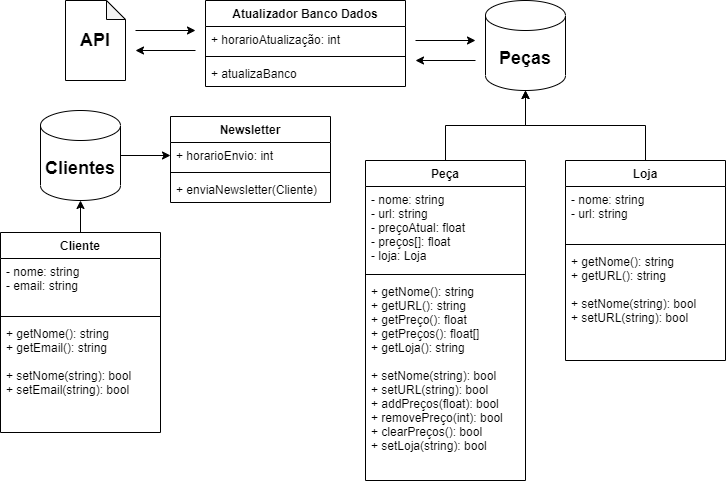 API
Atualizador Banco Dados
+ horarioAtualização: int
+ atualizaBanco
Peças
Clientes
Newsletter
+ horarioEnvio: int
+ enviaNewsletter(Cliente)
Cliente
- nome: string
- email: string
+ getNome(): string
+ getEmail(): string
+ setNome(string): bool
+ setEmail(string): bool
Peça
- nome: string
- url: string
- preçoAtual: float
- preços[]: float
- loja: Loja
+ getNome(): string
+ getURL(): string
+ getPreço(): float
+ getPreços(): float[]
+ getLoja(): string
+ setNome(string): bool
+ setURL(string): bool
+ addPreços(float): bool
+ removePreço(int): bool
+ clearPreços(): bool
+ setLoja(string): bool
Loja
- nome: string
- url: string
+ getNome(): string
+ getURL(): string
+ setNome(string): bool
+ setURL(string): bool